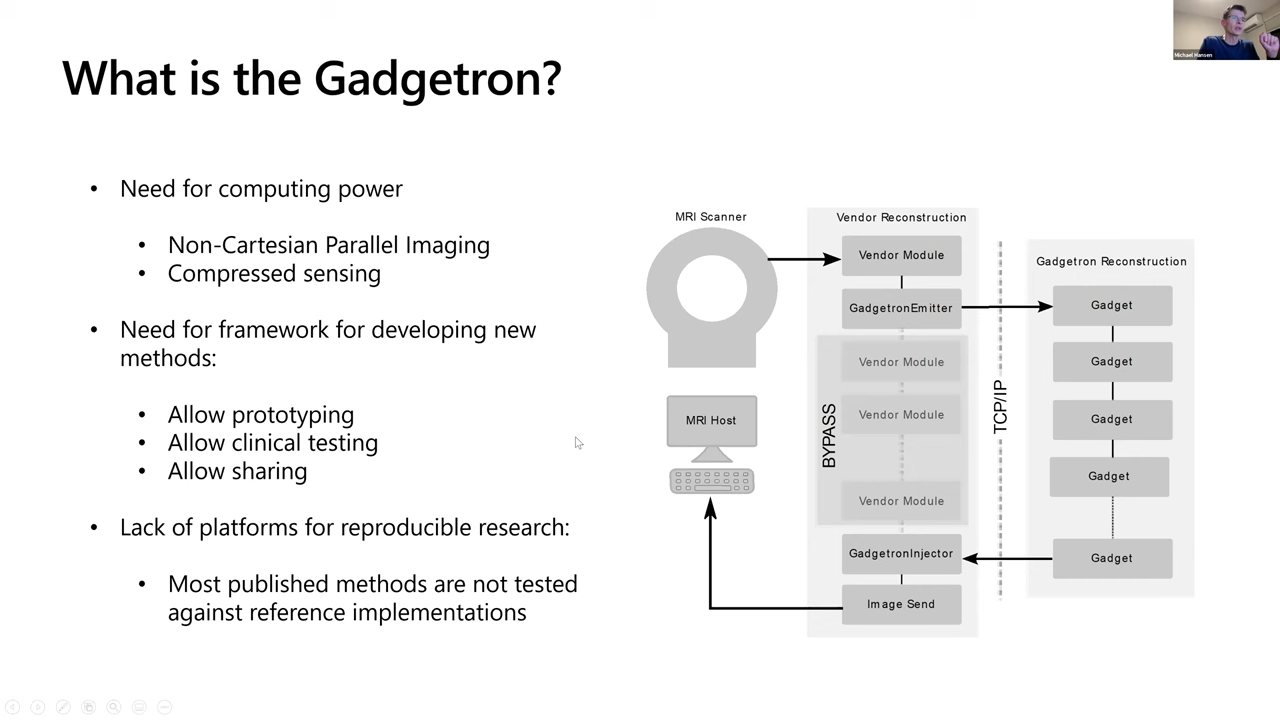 What is the Gadgetron?
Michael Hansen
• Need for computing power
• Non-Cartesian Parallel Imaging
• Compressed sensing
• Need for framework for developing new
methods:
• Allow prototyping
• Allow clinical testing
• Allow sharing
• Lack of platforms for reproducible research:
• Most published methods are not tested
against reference implementations
MRI Scanner
MRI Host
Vendor Reconstruction
Vendor Module
GadgetronEmitter
BYPASS
Vendor Module
Vendor Module
Vendor Module
GadgetronInjector
Image Send
TCP/IP
Gadgetron Reconstruction
Gadget
Gadget
Gadget
Gadget
Gadget